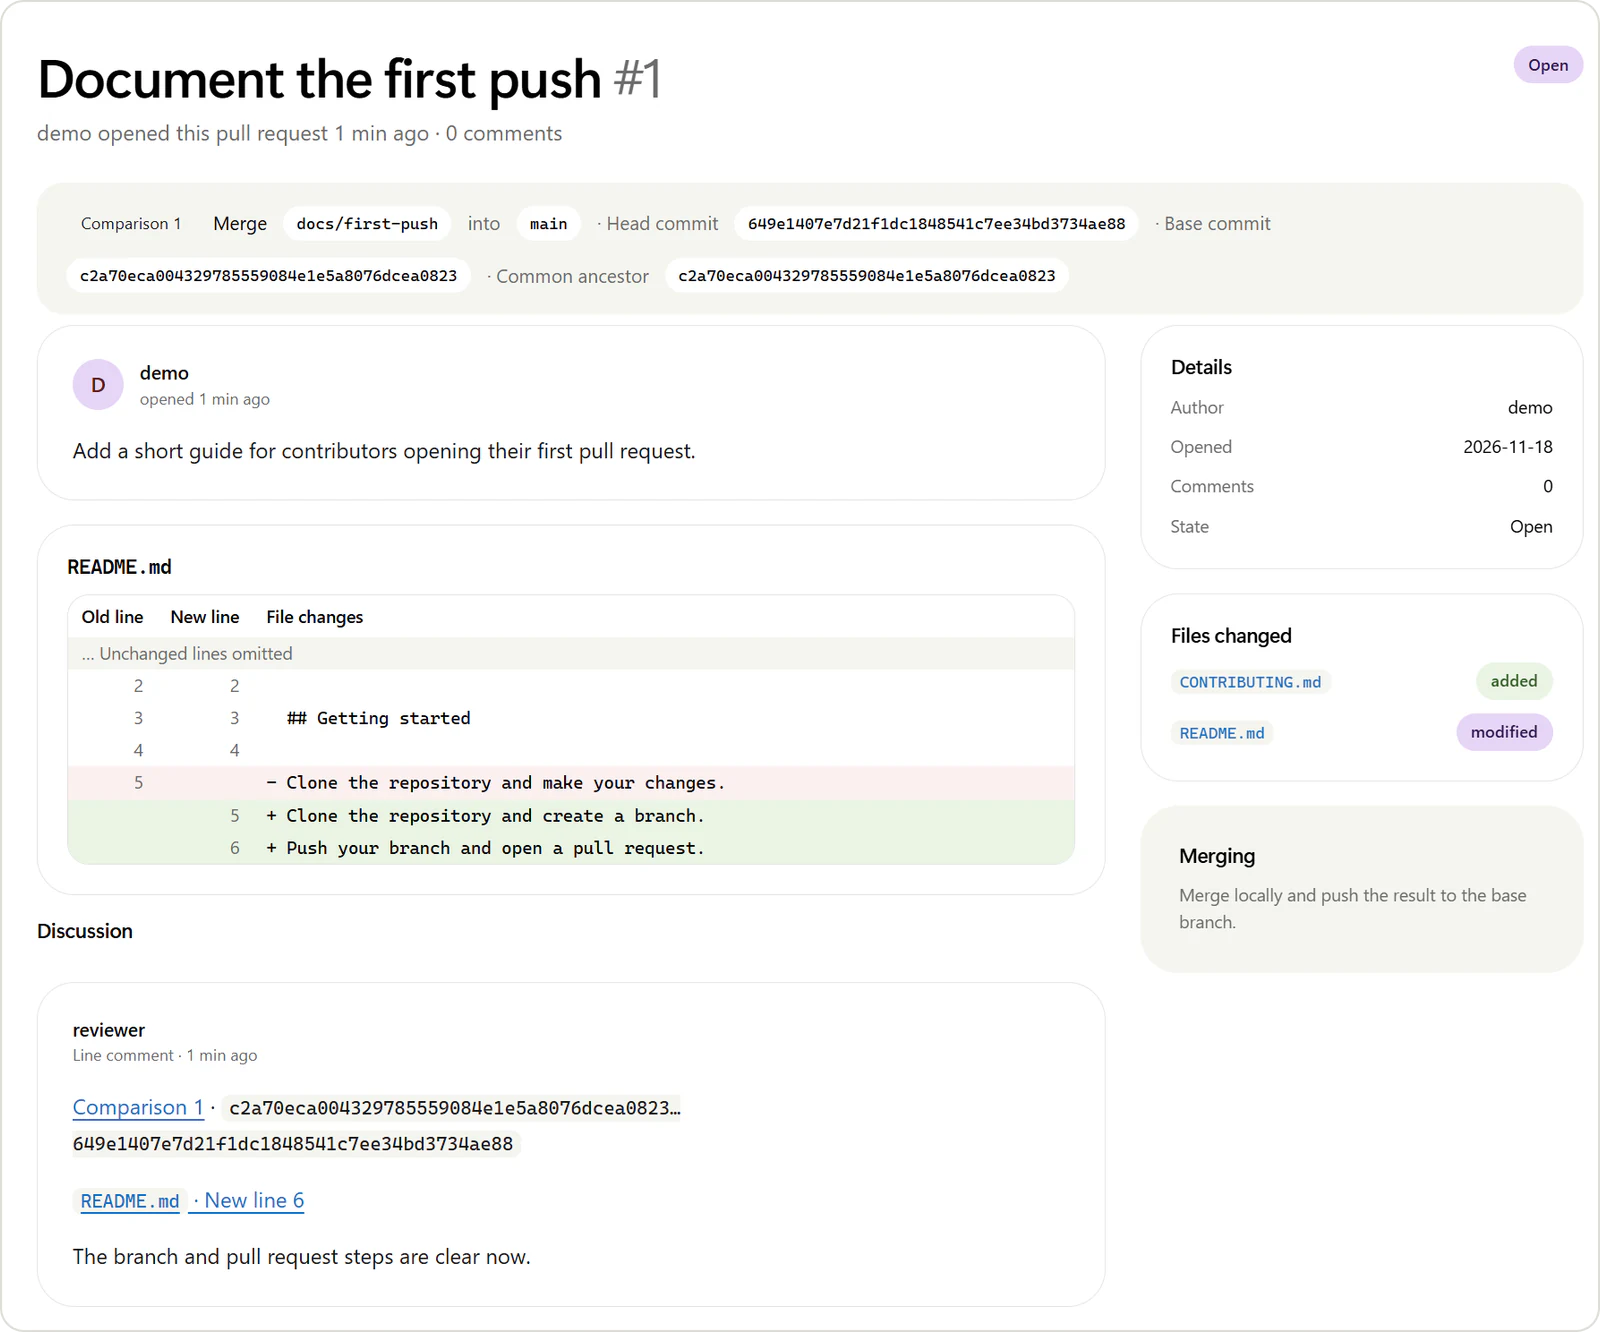 Document the first push #1
Open
demo opened this pull request 1 min ago · 0 comments
Comparison 1 Merge docs/first-push into main · Head commit 649e1407e7d21f1dc1848541c7ee34bd3734ae88 · Base commit
c2a70eca004329785559084e1e5a8076dcea0823 · Common ancestor c2a70eca004329785559084e1e5a8076dcea0823
D
demo
opened 1 min ago
Add a short guide for contributors opening their first pull request.
README.md
Old line New line File changes
... Unchanged lines omitted
2 2
3 3 ## Getting started
4 4
5 - Clone the repository and make your changes.
5 + Clone the repository and create a branch.
6 + Push your branch and open a pull request.
Discussion
reviewer
Line comment · 1 min ago
Comparison 1 · c2a70eca004329785559084e1e5a8076dcea0823…
649e1407e7d21f1dc1848541c7ee34bd3734ae88
README.md · New line 6
The branch and pull request steps are clear now.
Details
Author demo
Opened 2026-11-18
Comments 0
State Open
Files changed
CONTRIBUTING.md added
README.md modified
Merging
Merge locally and push the result to the base
branch.